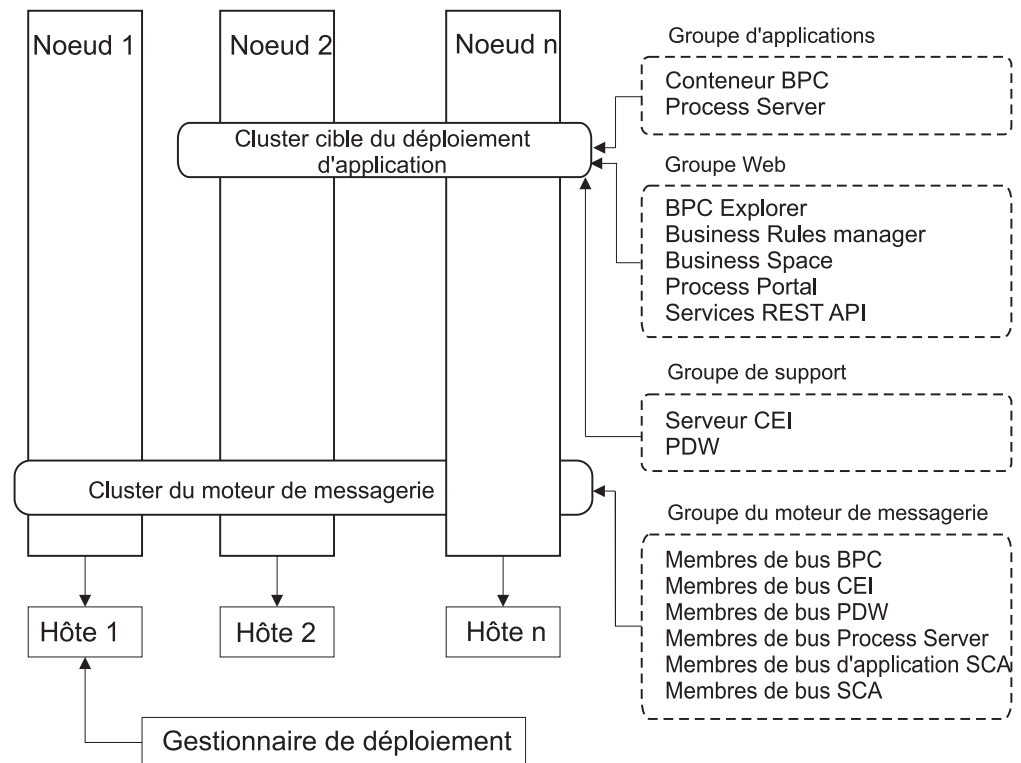 Noeud 1
Noeud 2
Noeud n
Cluster cible du déploiement
d'application
Cluster du moteur de messagerie
Hôte 1
Hôte 2
Hôte n
Gestionnaire de déploiement
Groupe d'applications
Conteneur BPC
Process Server
Groupe Web
BPC Explorer
Business Rules manager
Business Space
Process Portal
Services REST API
Groupe de support
Serveur CEI
PDW
Groupe du moteur de messagerie
Membres de bus BPC
Membres de bus CEI
Membres de bus PDW
Membres de bus Process Server
Membres de bus d'application SCA
Membres de bus SCA